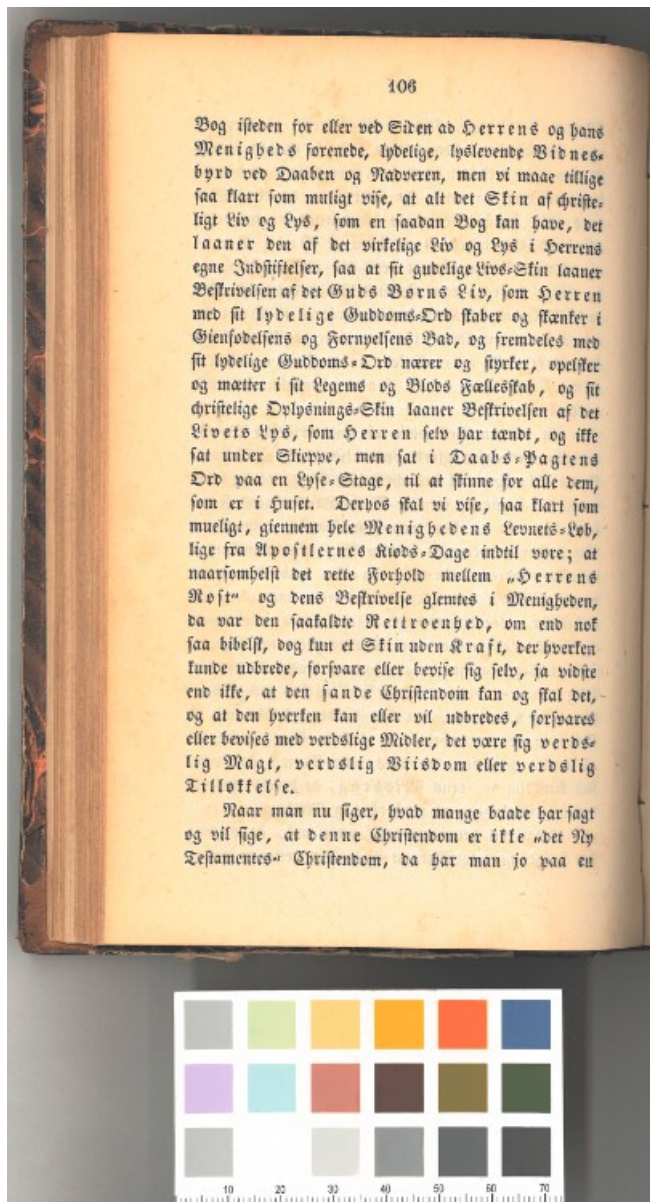 106
Bog isteden for eller ved Siden ad Herrens og hans
Menigheds forenede, lydelige, lyslevende Vidnes-
byrd ved Daaben og Nadveren, men vi maae tillige
saa klart som muligt vise, at alt det Skin af christe-
ligt Liv og Lys, som en saadan Bog kan have, det
laaner den af det virkelige Liv og Lys i Herrens
egne Indstiftelser, saa at sit gudelige Livs-Skin laaner
Beskrivelsen af det Guds Børns Liv, som Herren
med sit lydelige Guddoms-Ord skaber og skænker i
Gienfødelsens og Fornyelsens Bad, og fremdeles med
sit lydelige Guddoms-Ord nærer og styrker, opelsker
og mætter i sit Legems og Blods Fællesskab, og sit
christelige Oplysnings-Skin laaner Beskrivelsen af det
Livets Lys, som Herren selv har tændt, og ikke
sat under Skieppe, men sat i Daabs-Pagtens
Ord paa en Lyse-Stage, til at skinne for alle dem,
som er i Huset. Derhos skal vi vise, saa klart som
mueligt, giennem hele Menighedens Levnets-Løb,
lige fra Apostlernes Kiøds-Dage indtil vore; at
naarsomhelst det rette Forhold mellem „Herrens
Røst“ og dens Beskrivelse glemtes i Menigheden,
da var den saakaldte Rettroenhed, om end nok
saa bibelsk, dog kun et Skin uden Kraft, der hverken
kunde udbrede, forsvare eller bevise sig selv, ja vidste
end ikke, at den sande Christendom kan og skal det,
og at den hverken kan eller vil udbredes, forsvares
eller bevises med verdslige Midler, det være sig verds-
lig Magt, verdslig Viisdom eller verdslig
Tillokkelse.
Naar man nu siger, hvad mange baade har sagt
og vil sige, at denne Christendom er ikke „det Ny
Testamentes“ Christendom, da har man jo paa en
10 20 30 40 50 60 70